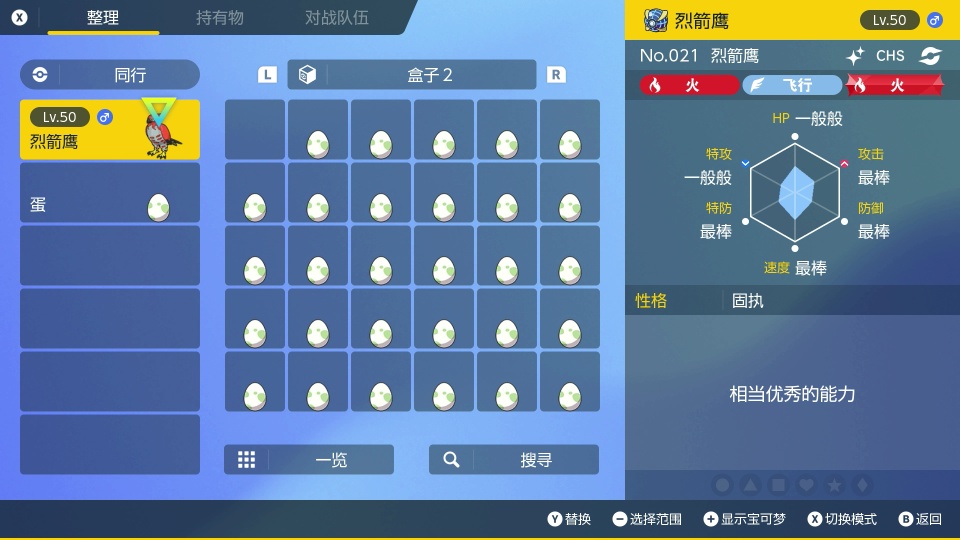 X 整理 持有物 对战队伍
同行 L 盒子2 R
Lv.50
烈箭鹰
蛋
一览 搜寻
烈箭鹰 Lv.50
No.021 烈箭鹰 CHS
火 飞行 火
HP 一般般
特攻 一般般
攻击 最棒
特防 最棒
防御 最棒
速度 最棒
性格 固执
相当优秀的能力
Y 替换 选择范围 显示宝可梦 X 切换模式 B 返回